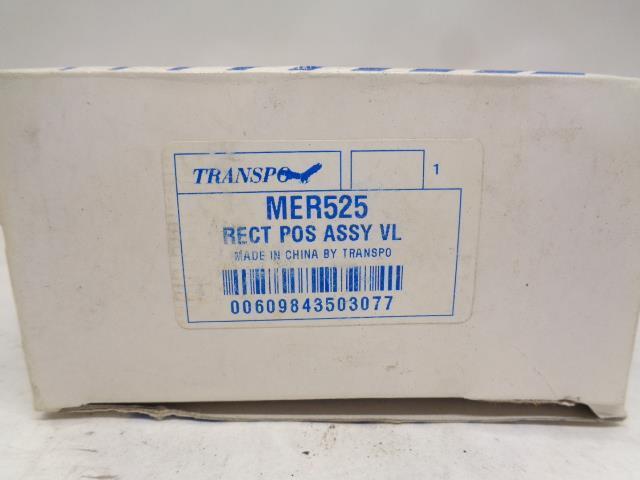 TRANSPO
1
MER525
RECT POS ASSY VL
MADE IN CHINA BY TRANSPO
00609843503077